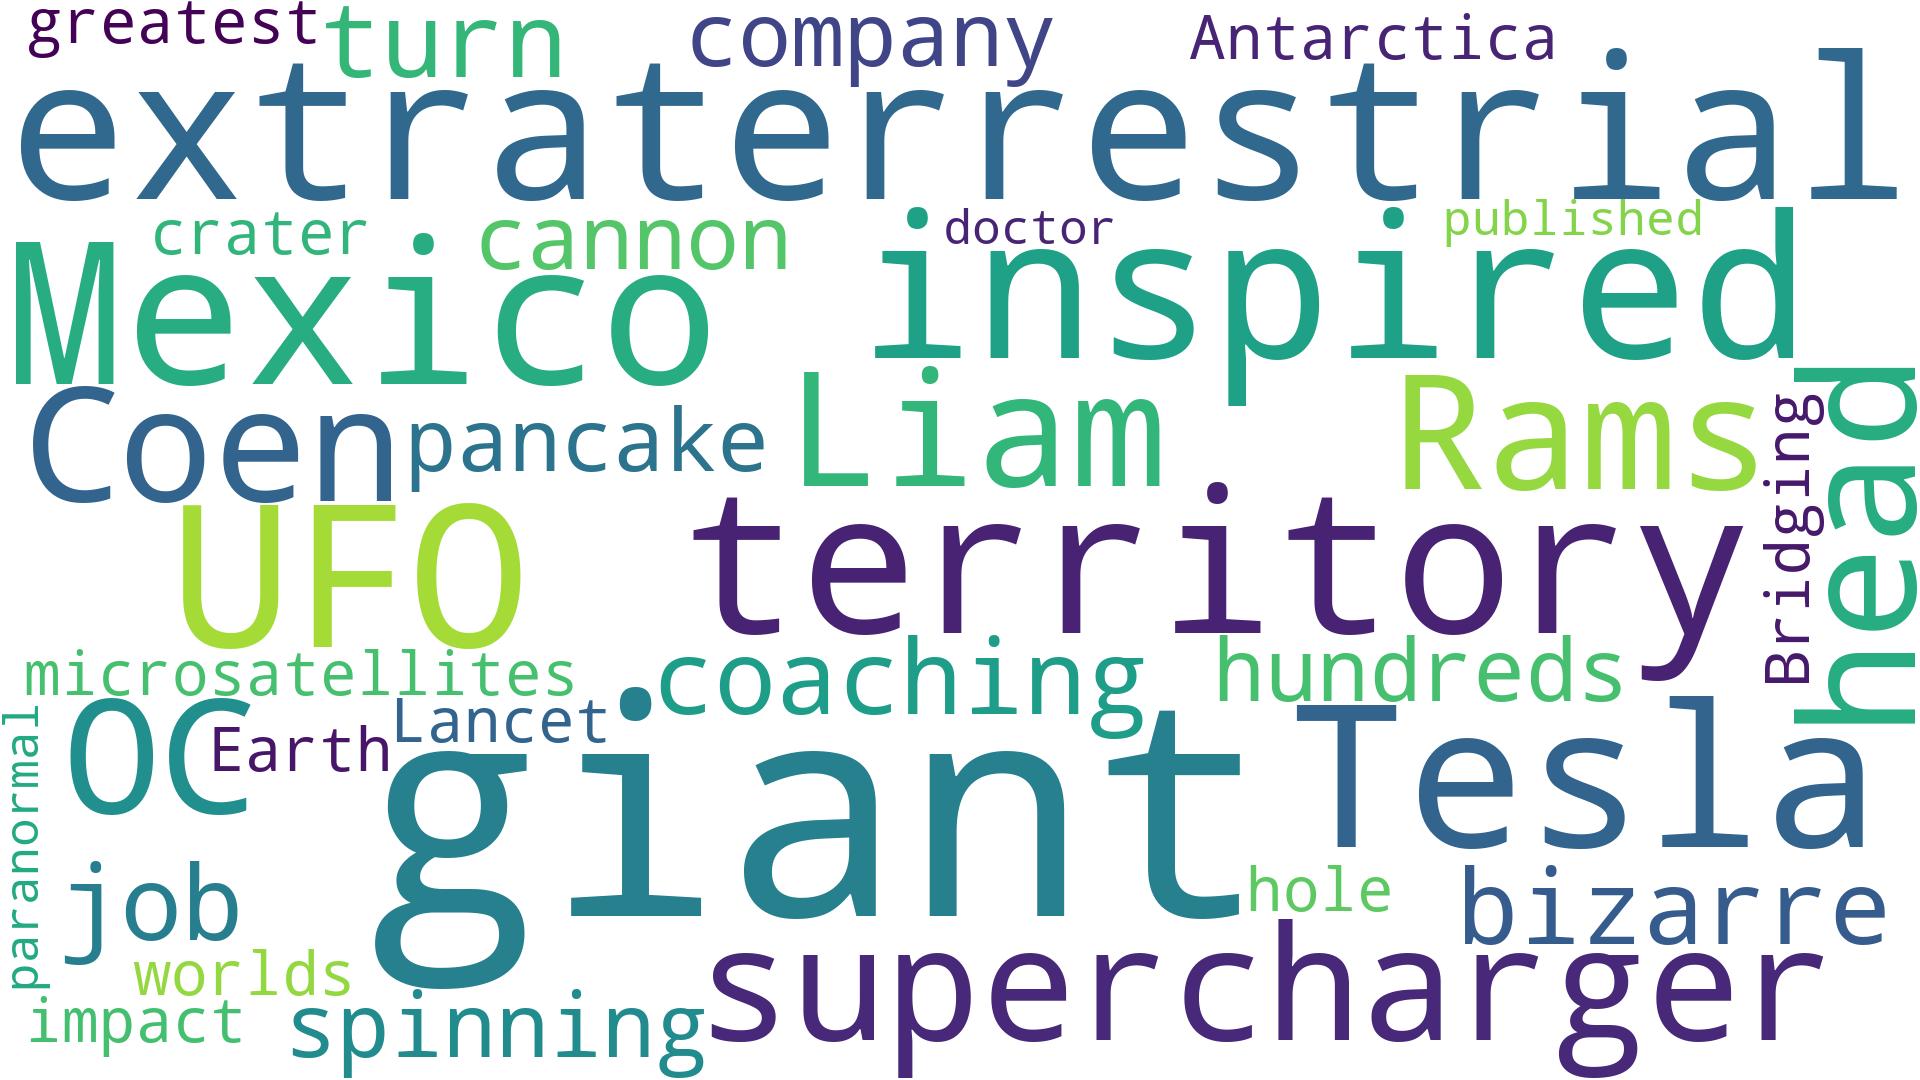 greatest
turn
company
Antarctica
extraterrestrial
crater
cannon
doctor
published
Mexico
inspired
head
Bridging
Coen
pancake
Liam
Rams
UFO
territory
microsatellites
coaching
hundreds
OC
Earth
Lancet
giant
Tesla
paranormal
job
hole
bizarre
worlds
supercharger
impact
spinning